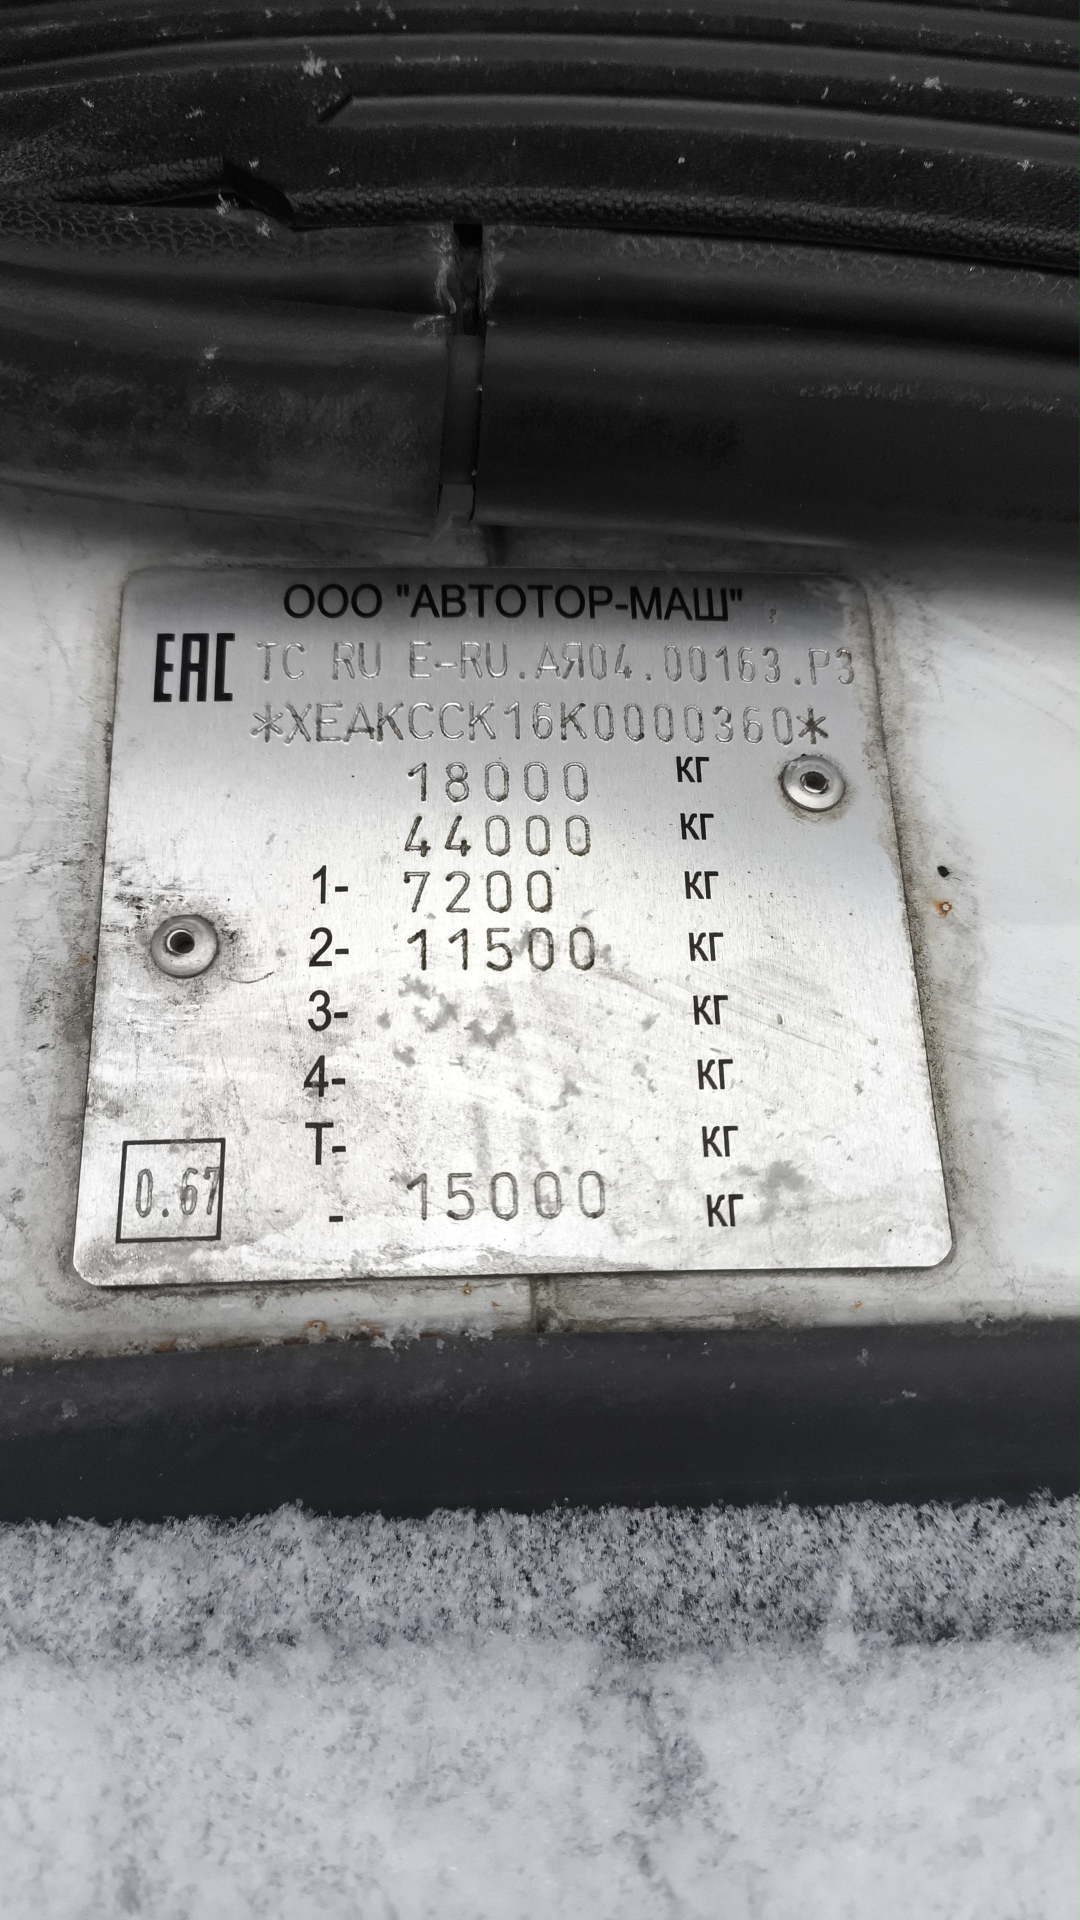 ООО "АВТОТОР-МАШ"
EAC TC RU E-RU.АЯ04.00163.Р3
*XEAKCCK16K0000360*
18000 КГ
44000 КГ
1- 7200 КГ
2- 11500 КГ
3- КГ
4- КГ
Т- КГ
0.67 - 15000 КГ